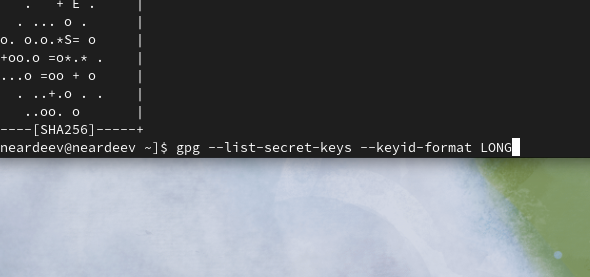 .   + E .      |
. ... o .      |
o. o.o.*S= o     |
+oo.o =o*.* .    |
...o =oo + o     |
. ..+.o . .    |
..oo. o       |
----[SHA256]-----+
neardeev@neardeev ~]$ gpg --list-secret-keys --keyid-format LONG